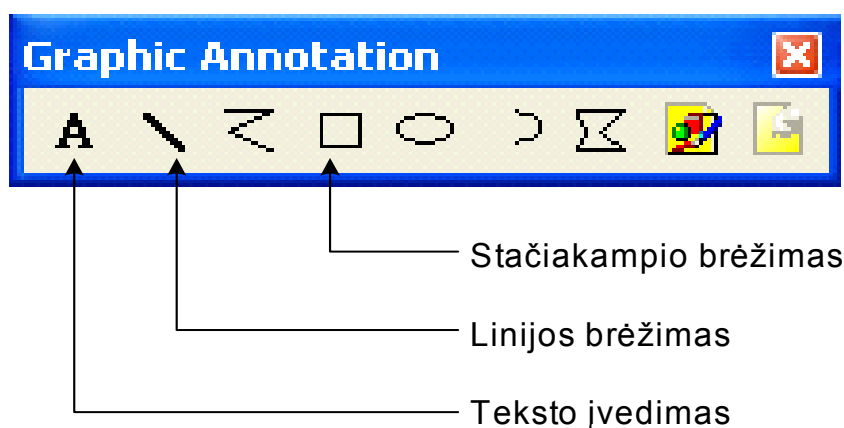 Graphic Annotation
A
Stačiakampio brėžimas
Linijos brėžimas
Teksto įvedimas